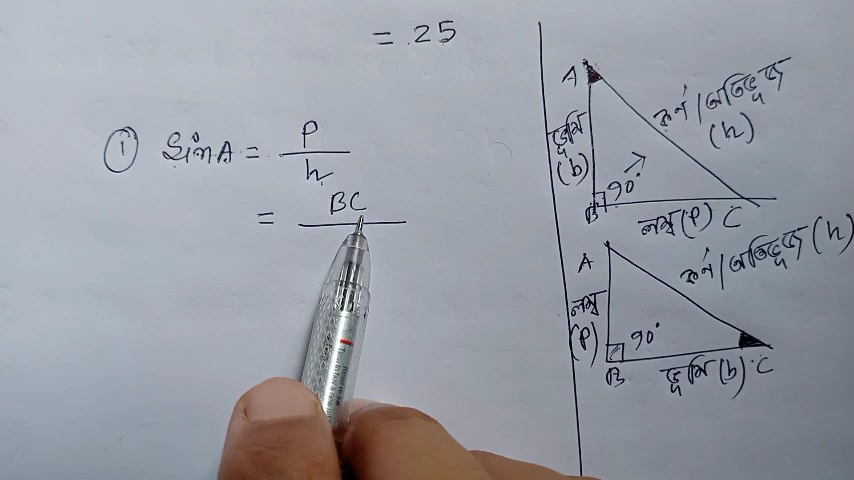 = .25
① SinA = P
h
= BC
A
কর্ণ/অতিভূজ
(h)
ভূমি
(b)
90°
B
লম্ব (P) C
A
কর্ণ/অতিভূজ (h)
লম্ব
(P)
90°
B
ভূমি (b) C